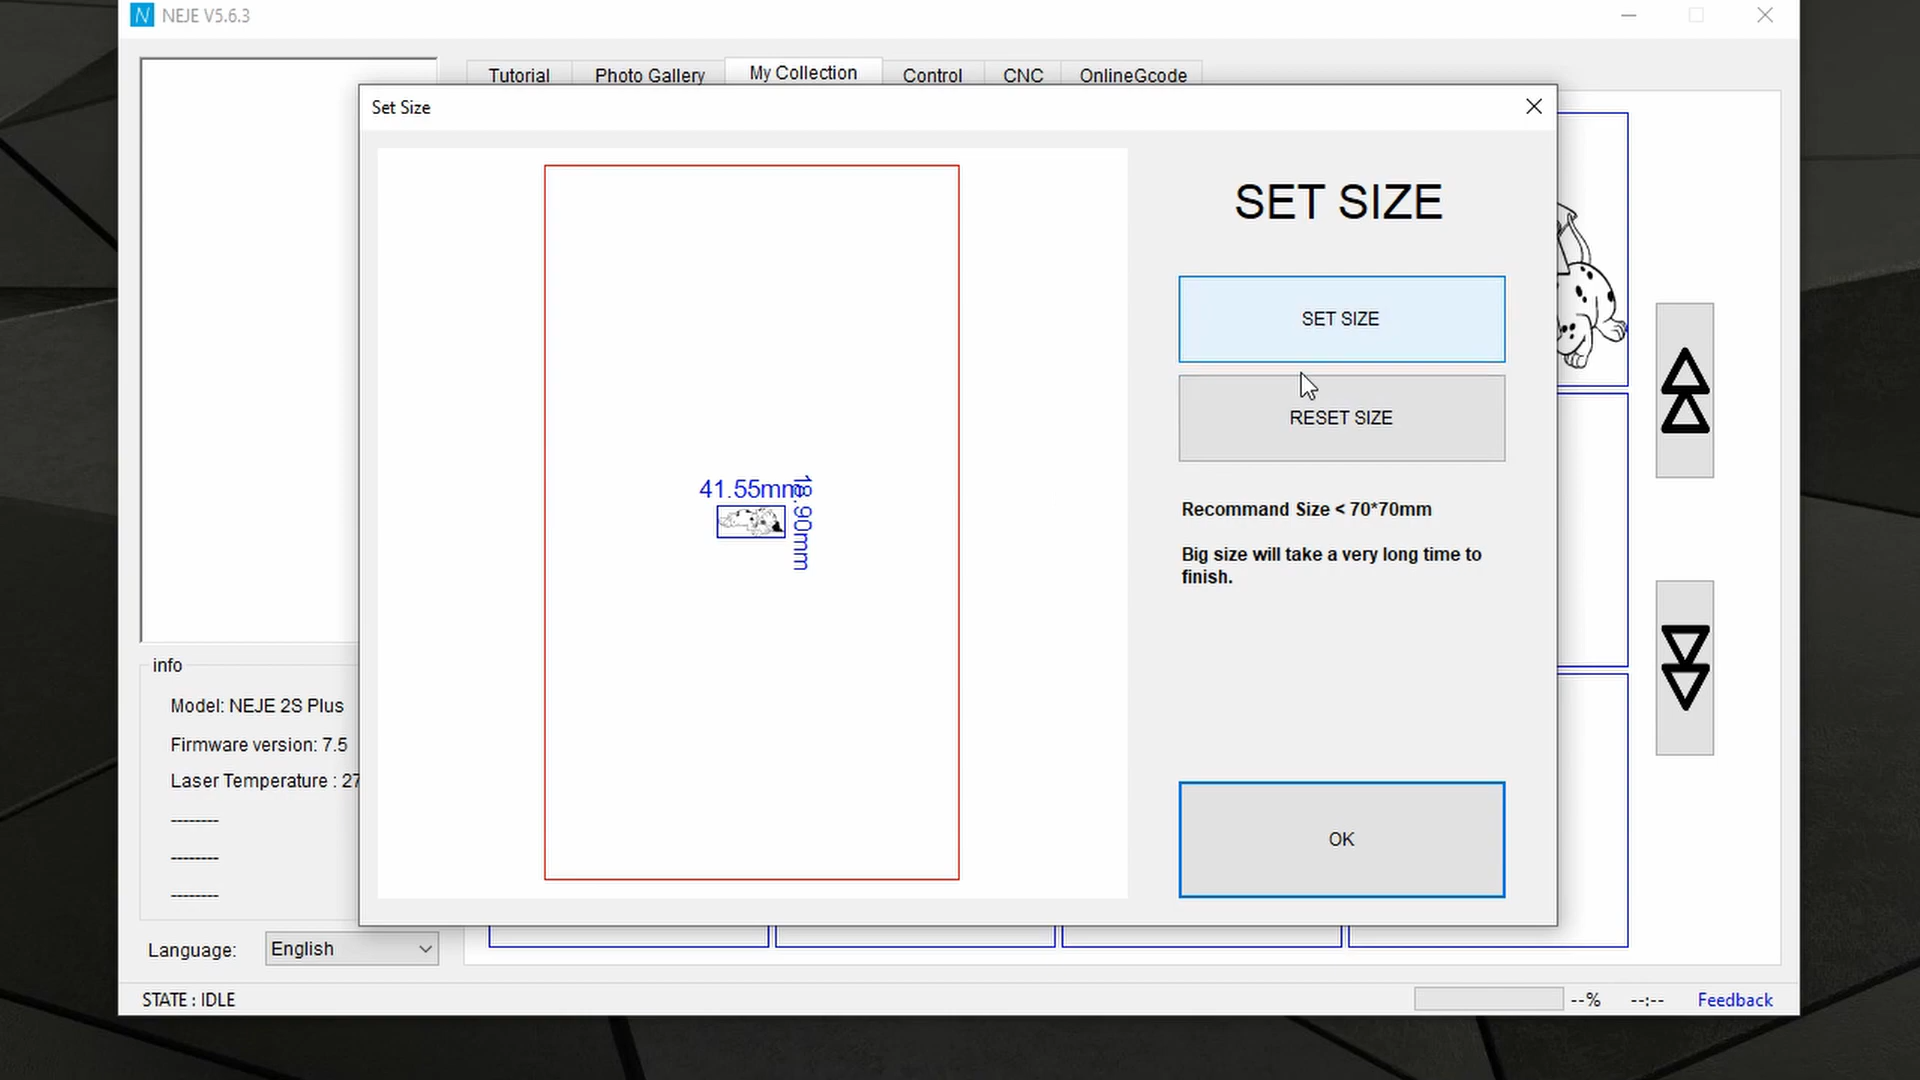 NEJE V5.6.3
Tutorial Photo Gallery My Collection Control CNC OnlineGcode
Set Size
SET SIZE
SET SIZE
RESET SIZE
41.55mm
18.90mm
Recommand Size < 70*70mm
Big size will take a very long time to
finish.
OK
info
Model: NEJE 2S Plus
Firmware version: 7.5
Laser Temperature : 27
--------
--------
--------
Language: English
STATE : IDLE
--% --:-- Feedback